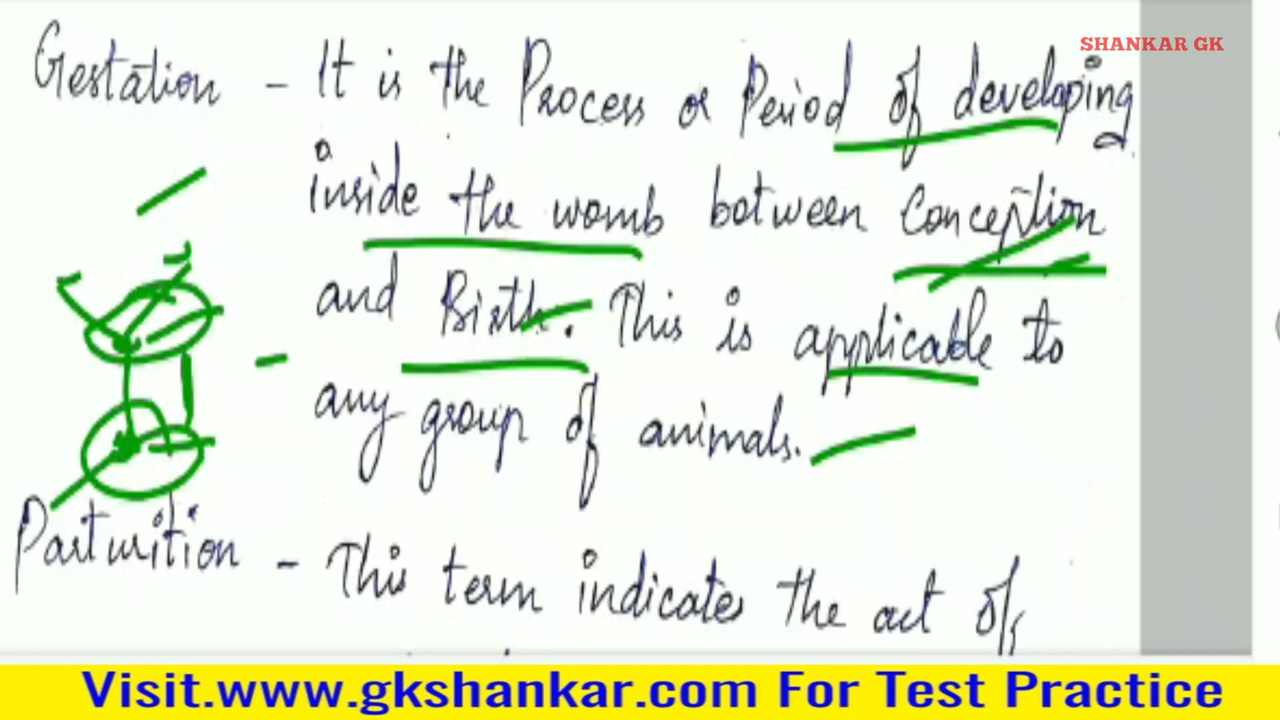 SHANKAR GK
Gestation - It is the Process or Period of developing
inside the womb between Conception
and Birth. This is applicable to
any group of animals.
Parturition - This term indicates the act of
Visit.www.gkshankar.com For Test Practice